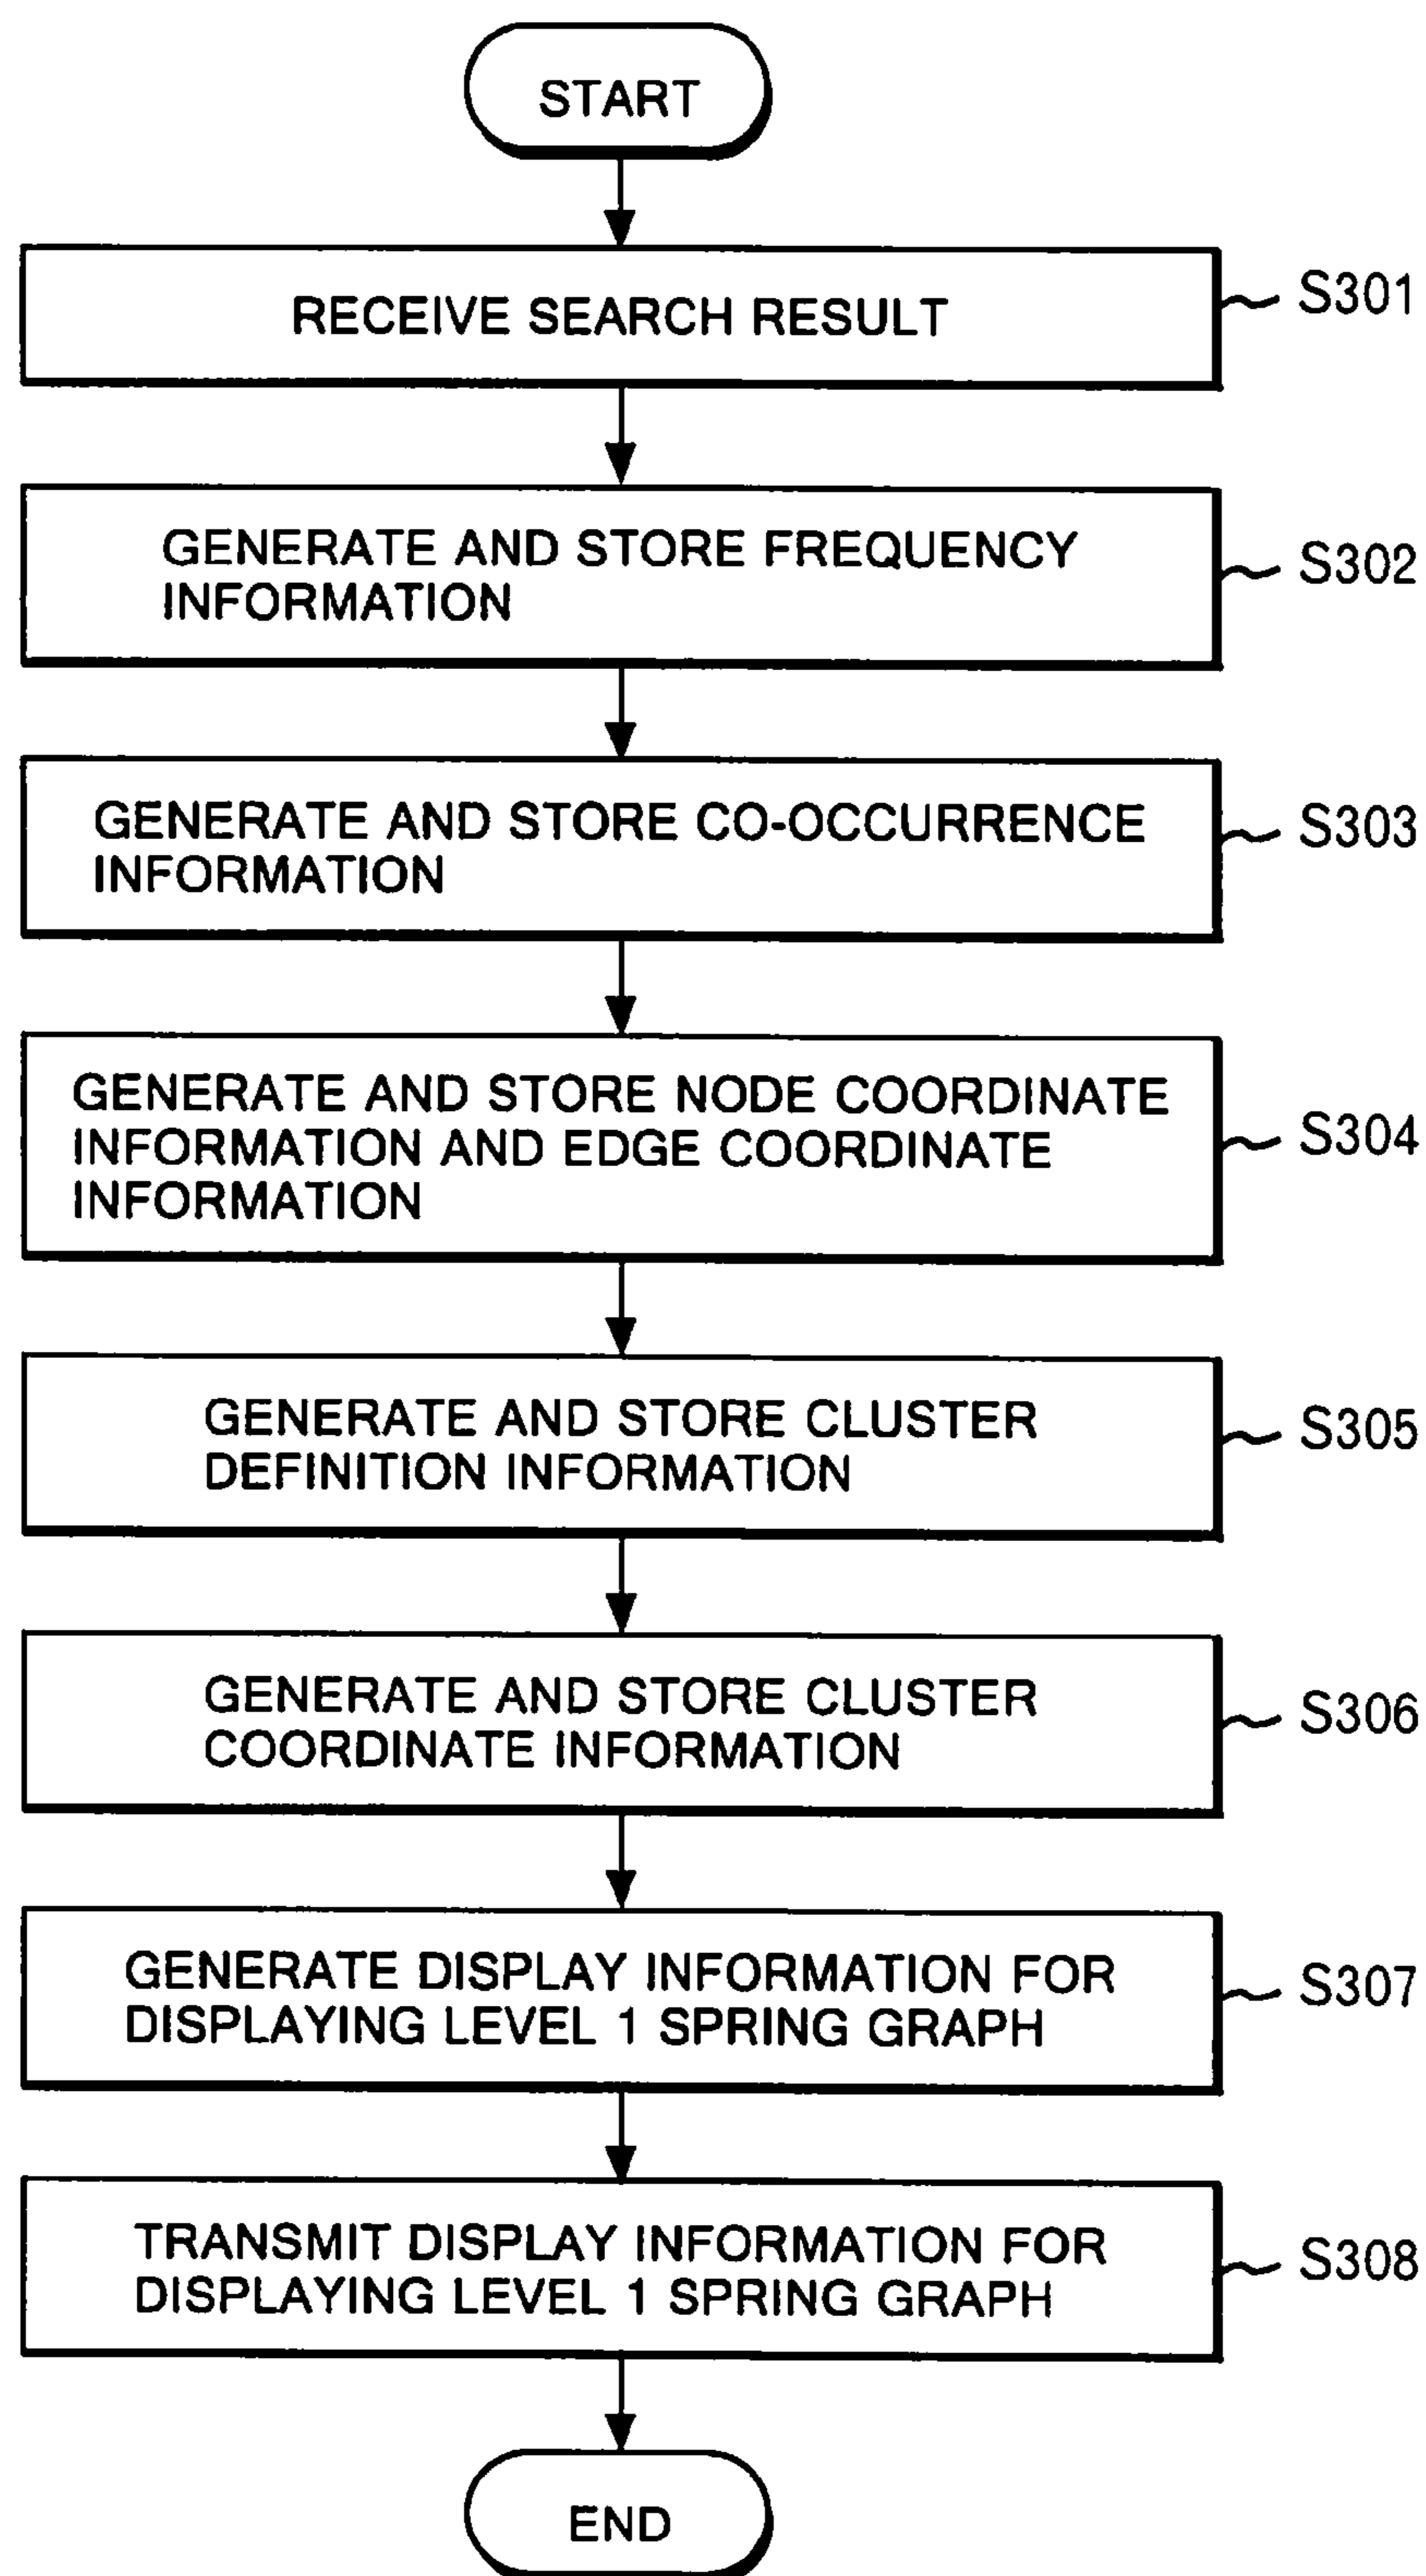 START
RECEIVE SEARCH RESULT
S301
GENERATE AND STORE FREQUENCY
INFORMATION
S302
GENERATE AND STORE CO-OCCURRENCE
INFORMATION
S303
GENERATE AND STORE NODE COORDINATE
INFORMATION AND EDGE COORDINATE
INFORMATION
S304
GENERATE AND STORE CLUSTER
DEFINITION INFORMATION
S305
GENERATE AND STORE CLUSTER
COORDINATE INFORMATION
S306
GENERATE DISPLAY INFORMATION FOR
DISPLAYING LEVEL 1 SPRING GRAPH
S307
TRANSMIT DISPLAY INFORMATION FOR
DISPLAYING LEVEL 1 SPRING GRAPH
S308
END